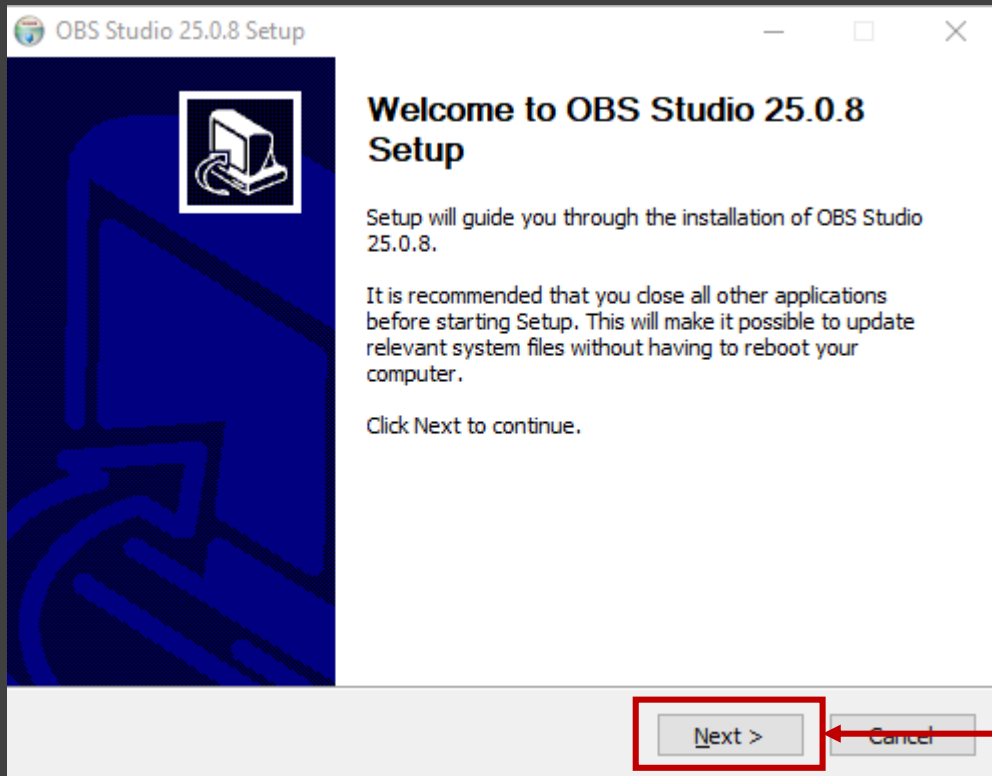 OBS Studio 25.0.8 Setup
Welcome to OBS Studio 25.0.8
Setup
Setup will guide you through the installation of OBS Studio
25.0.8.
It is recommended that you close all other applications
before starting Setup. This will make it possible to update
relevant system files without having to reboot your
computer.
Click Next to continue.
Next >
Cancel